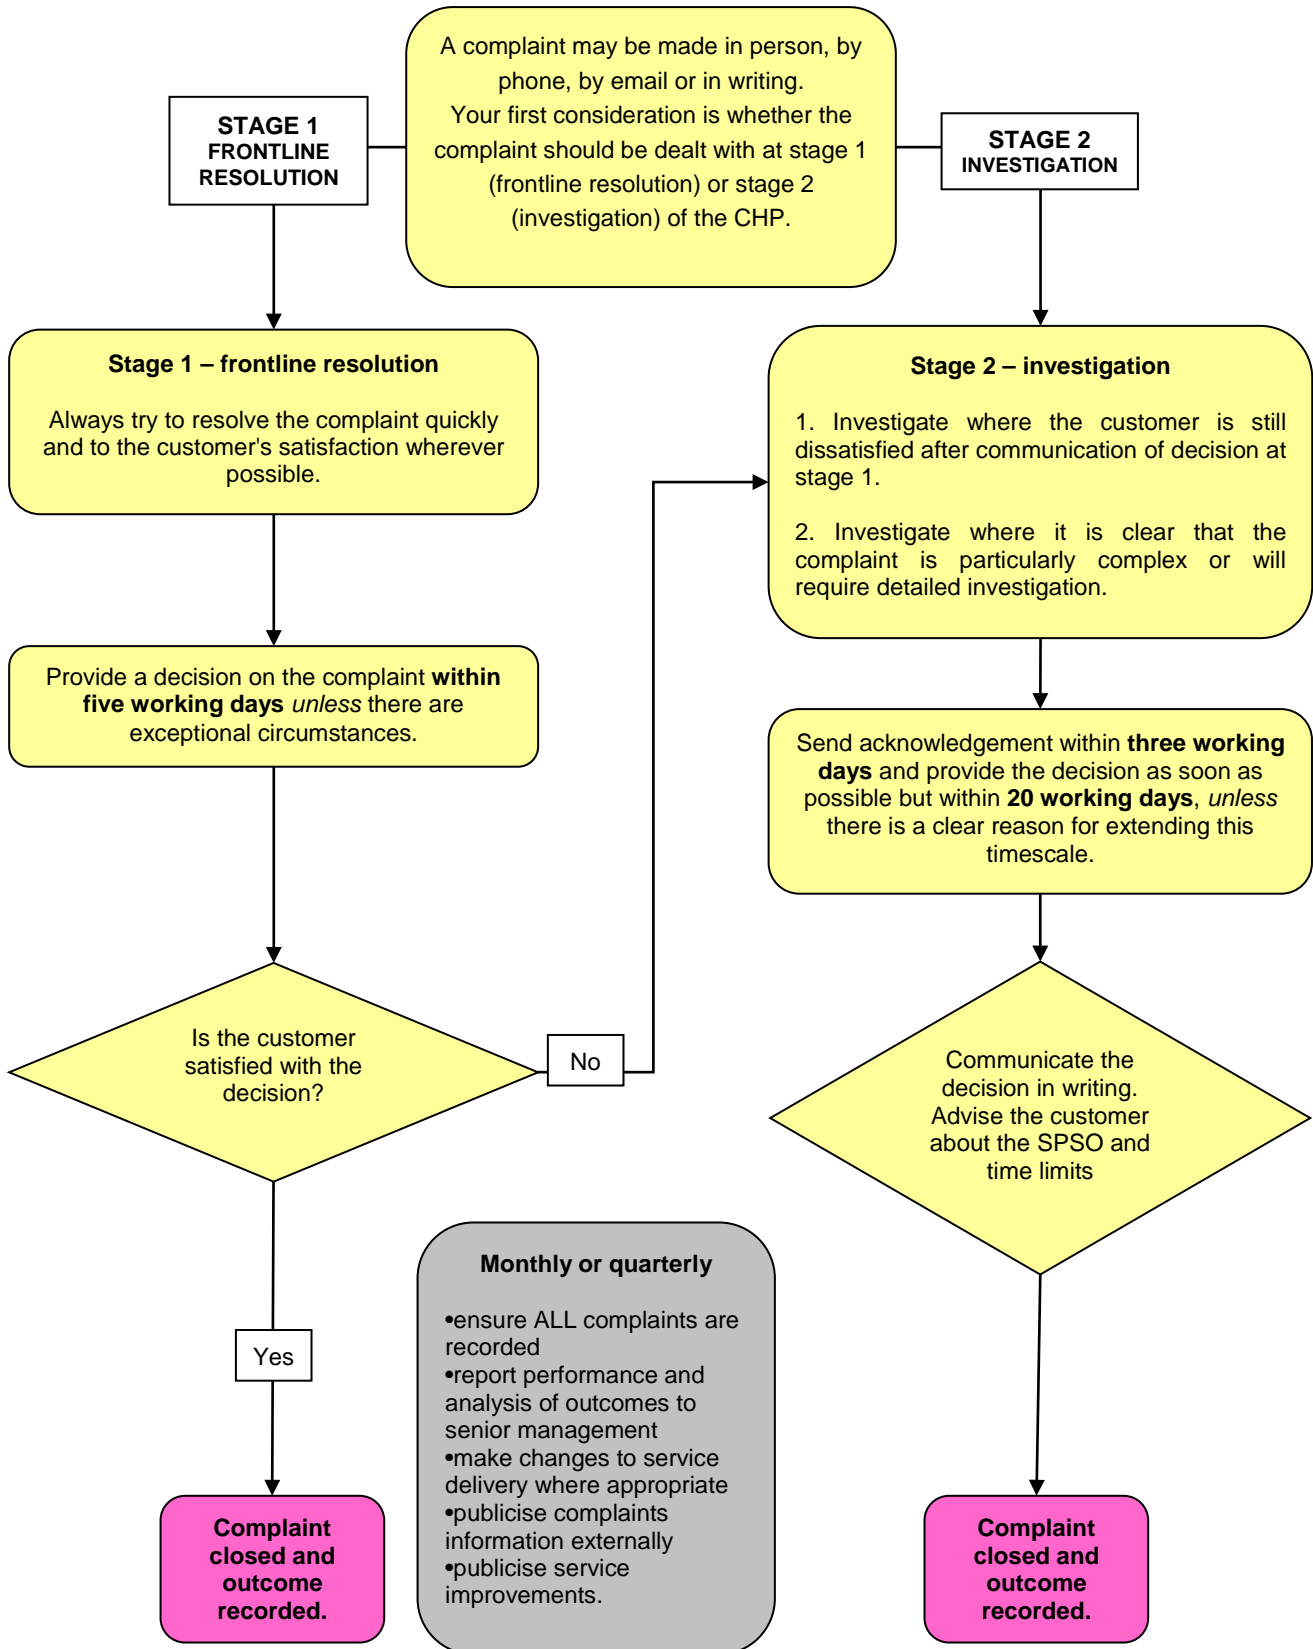 A complaint may be made in person, by
phone, by email or in writing.
Your first consideration is whether the
complaint should be dealt with at stage 1
(frontline resolution) or stage 2
(investigation) of the CHP.
STAGE 1
FRONTLINE
RESOLUTION
STAGE 2
INVESTIGATION
Stage 1 – frontline resolution
Always try to resolve the complaint quickly
and to the customer's satisfaction wherever
possible.
Provide a decision on the complaint within
five working days unless there are
exceptional circumstances.
Is the customer
satisfied with the
decision?
No
Yes
Complaint
closed and
outcome
recorded.
Stage 2 – investigation
1. Investigate where the customer is still
dissatisfied after communication of decision at
stage 1.
2. Investigate where it is clear that the
complaint is particularly complex or will
require detailed investigation.
Send acknowledgement within three working
days and provide the decision as soon as
possible but within 20 working days, unless
there is a clear reason for extending this
timescale.
Communicate the
decision in writing.
Advise the customer
about the SPSO and
time limits
Complaint
closed and
outcome
recorded.
Monthly or quarterly
•ensure ALL complaints are
recorded
•report performance and
analysis of outcomes to
senior management
•make changes to service
delivery where appropriate
•publicise complaints
information externally
•publicise service
improvements.